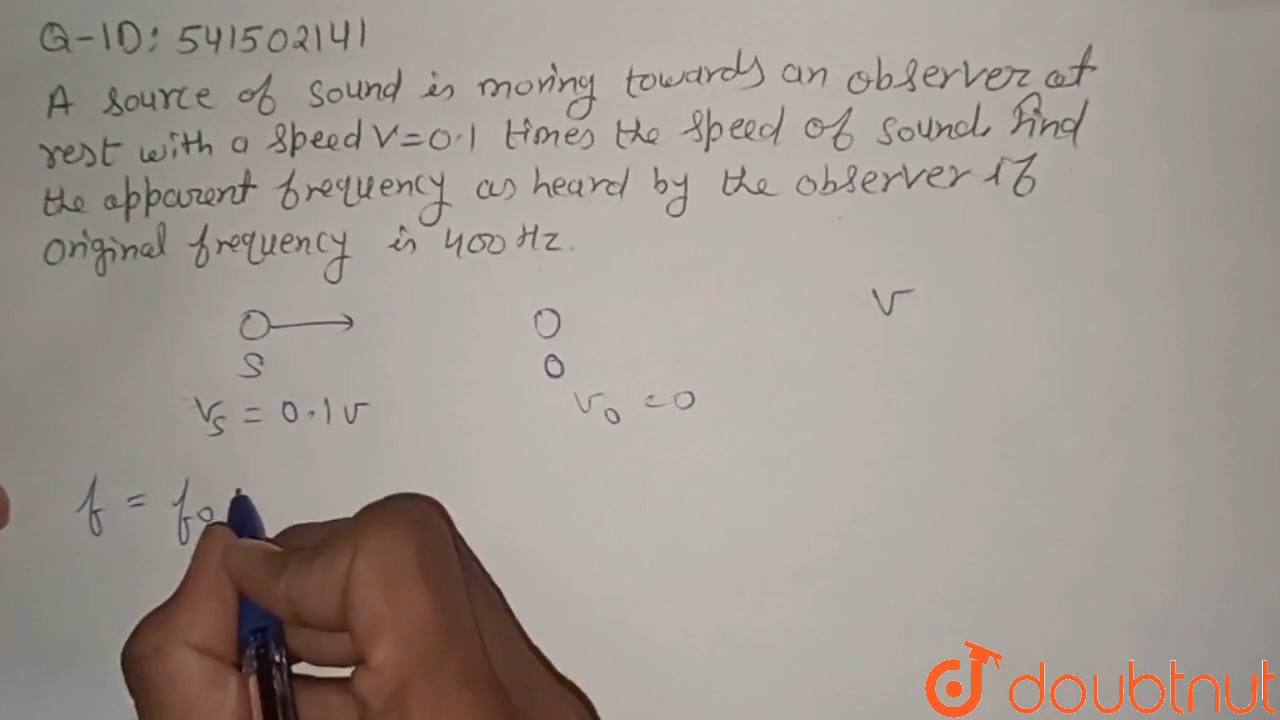 Q-ID: 541502141
A source of sound is moving towards an observer at
rest with a speed V=0.1 times the speed of sound. Find
the apparent frequency as heard by the observer if
original frequency is 400 Hz.
V
S O
Vs = 0.1v Vo = 0
f = fo
doubtnut